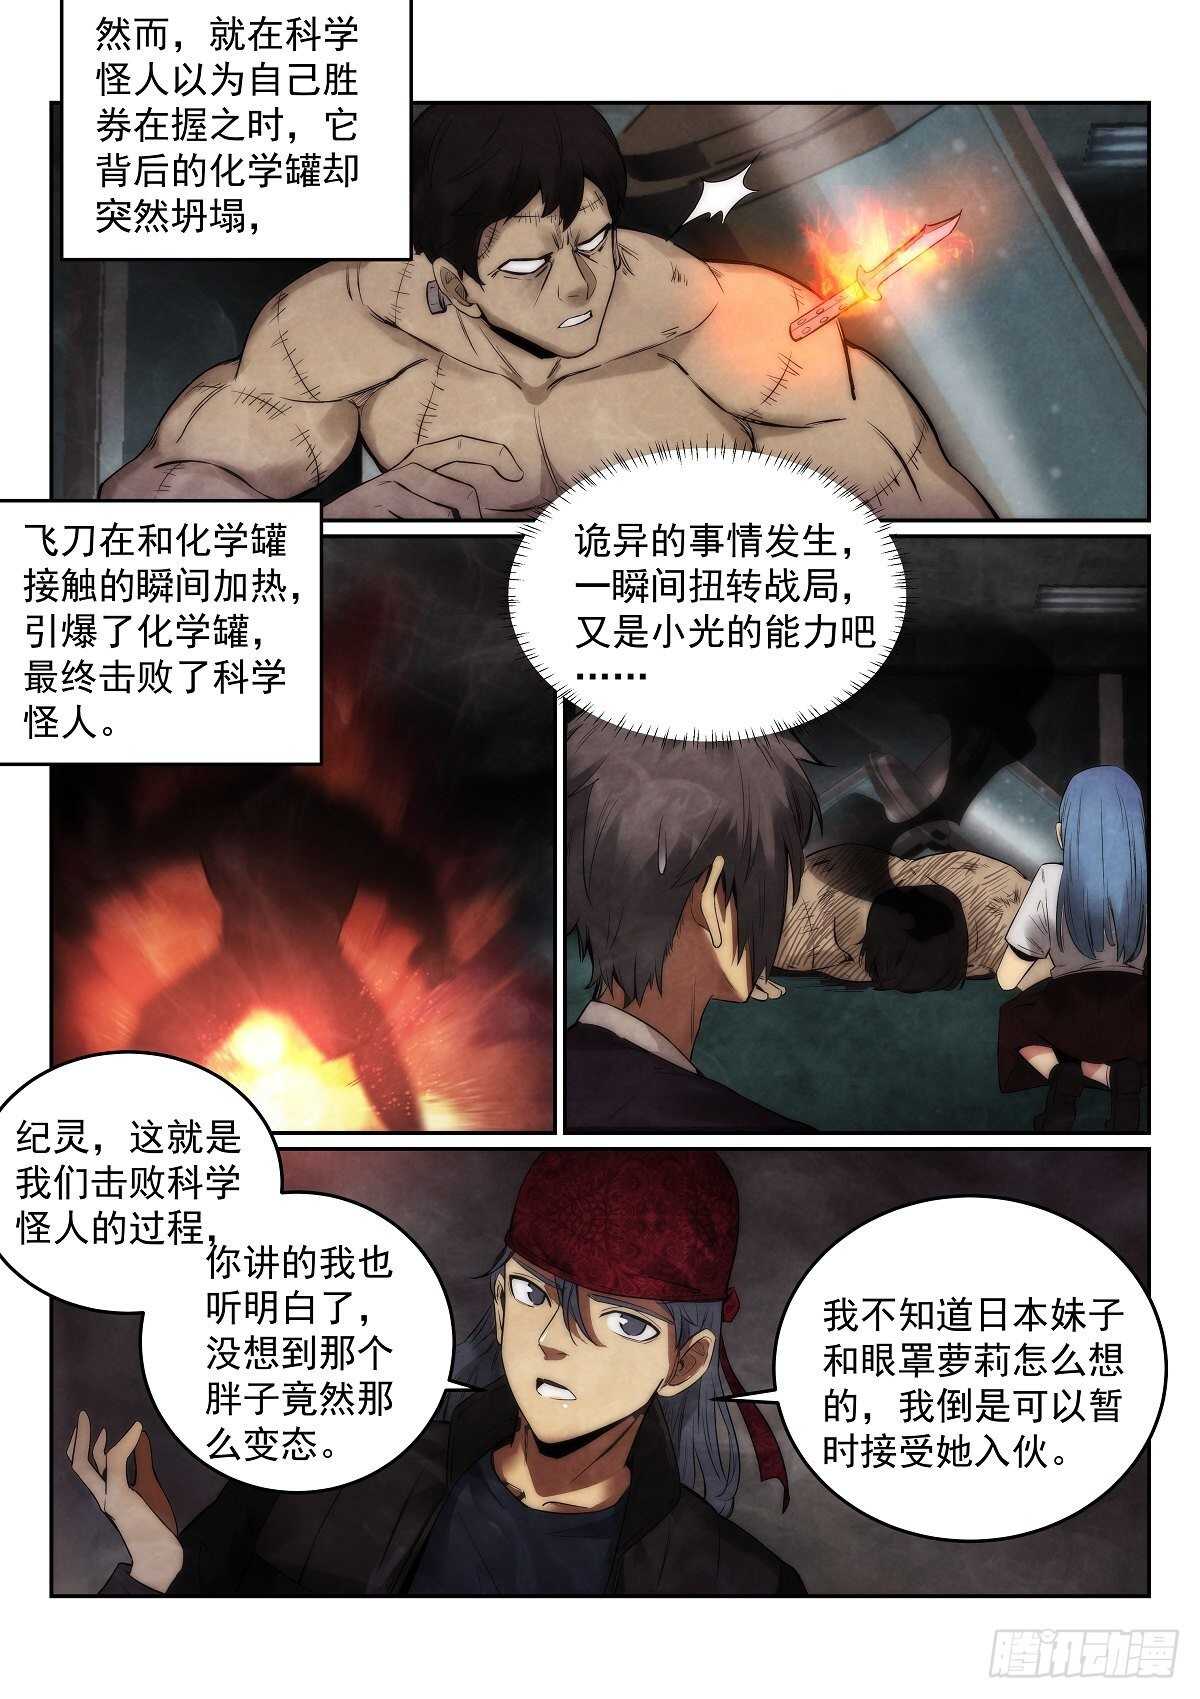 然而，就在科学
怪人以为自己胜
券在握之时，它
背后的化学罐却
突然坍塌，
飞刀在和化学罐
接触的瞬间加热，
引爆了化学罐，
最终击败了科学
怪人。
诡异的事情发生，
一瞬间扭转战局，
又是小光的能力吧
……
纪灵，这就是
我们击败科学
怪人的过程，
你讲的我也
听明白了，
没想到那个
胖子竟然那
么变态。
我不知道日本妹子
和眼罩萝莉怎么想
的，我倒是可以暂
时接受她入伙。
腾讯动漫